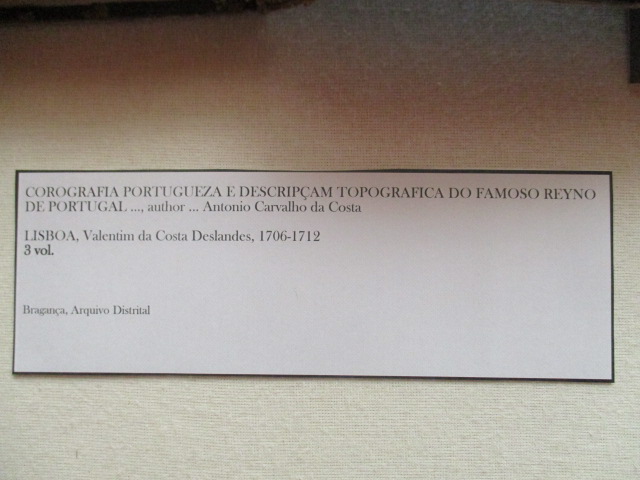 COROGRAFIA PORTUGUEZA E DESCRIPÇAM TOPOGRAFICA DO FAMOSO REYNO
DE PORTUGAL ..., author ... Antonio Carvalho da Costa
LISBOA, Valentim da Costa Deslandes, 1706-1712
3 vol.
Bragança, Arquivo Distrital